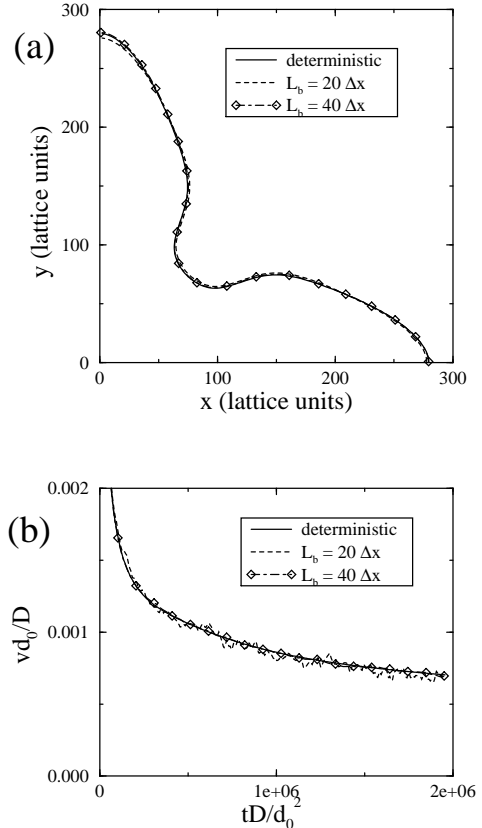 (a)
300
200
100
0
y (lattice units)
deterministic
L_b = 20 Δx
L_b = 40 Δx
0
100
200
300
x (lattice units)
(b)
0.002
0.001
0.000
vd_0/D
deterministic
L_b = 20 Δx
L_b = 40 Δx
0
1e+06
2e+06
tD/d_0^2